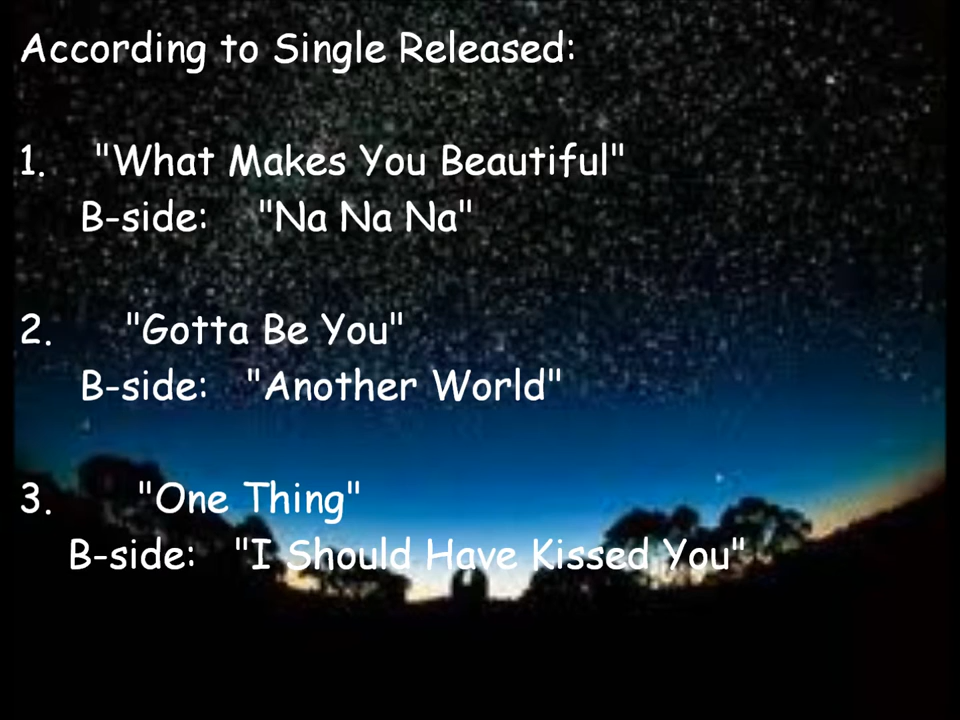 According to Single Released:
1. "What Makes You Beautiful"
B-side: "Na Na Na"
2. "Gotta Be You"
B-side: "Another World"
3. "One Thing"
B-side: "I Should Have Kissed You"